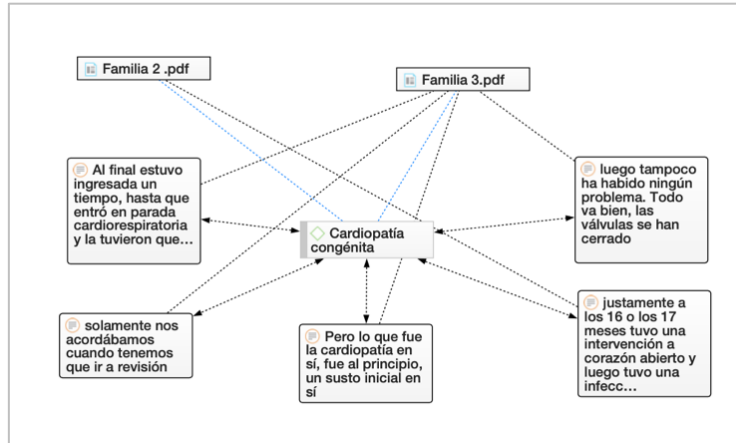 Familia 2 .pdf
Familia 3.pdf
Al final estuvo
ingresada un
tiempo, hasta que
entró en parada
cardiorespiratoria
y la tuvieron que...
luego tampoco
ha habido ningún
problema. Todo
va bien, las
válvulas se han
cerrado
Cardiopatía
congénita
solamente nos
acordábamos
cuando tenemos
que ir a revisión
Pero lo que fue
la cardiopatía en
sí, fue al principio,
un susto inicial en
sí
justamente a
los 16 o los 17
meses tuvo una
intervención a
corazón abierto y
luego tuvo una
infecc...